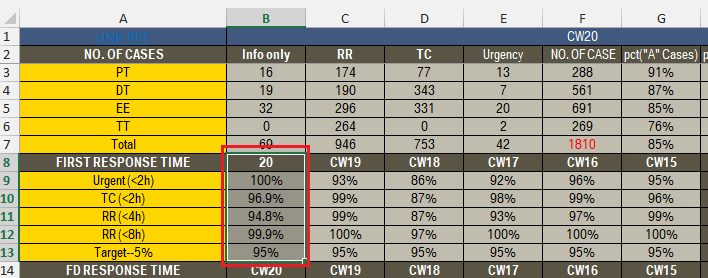 A B C D E F G
1 LINK PPT CW20
2 NO. OF CASES Info only RR TC Urgency NO. OF CASE pct("A" Cases) p
3 PT 16 174 77 13 288 91%
4 DT 19 190 343 7 561 87%
5 EE 32 296 331 20 691 85%
6 TT 0 264 0 2 269 76%
7 Total 69 946 753 42 1810 85%
8 FIRST RESPONSE TIME 20 CW19 CW18 CW17 CW16 CW15
9 Urgent (<2h) 100% 93% 86% 92% 96% 95%
10 TC (<2h) 96.9% 99% 87% 98% 99% 96%
11 RR (<4h) 94.8% 99% 87% 93% 97% 99%
12 RR (<8h) 99.9% 100% 97% 100% 100% 100%
13 Target--5% 95% 95% 95% 95% 95% 95%
14 FD RESPONSE TIME CW20 CW19 CW18 CW17 CW16 CW15